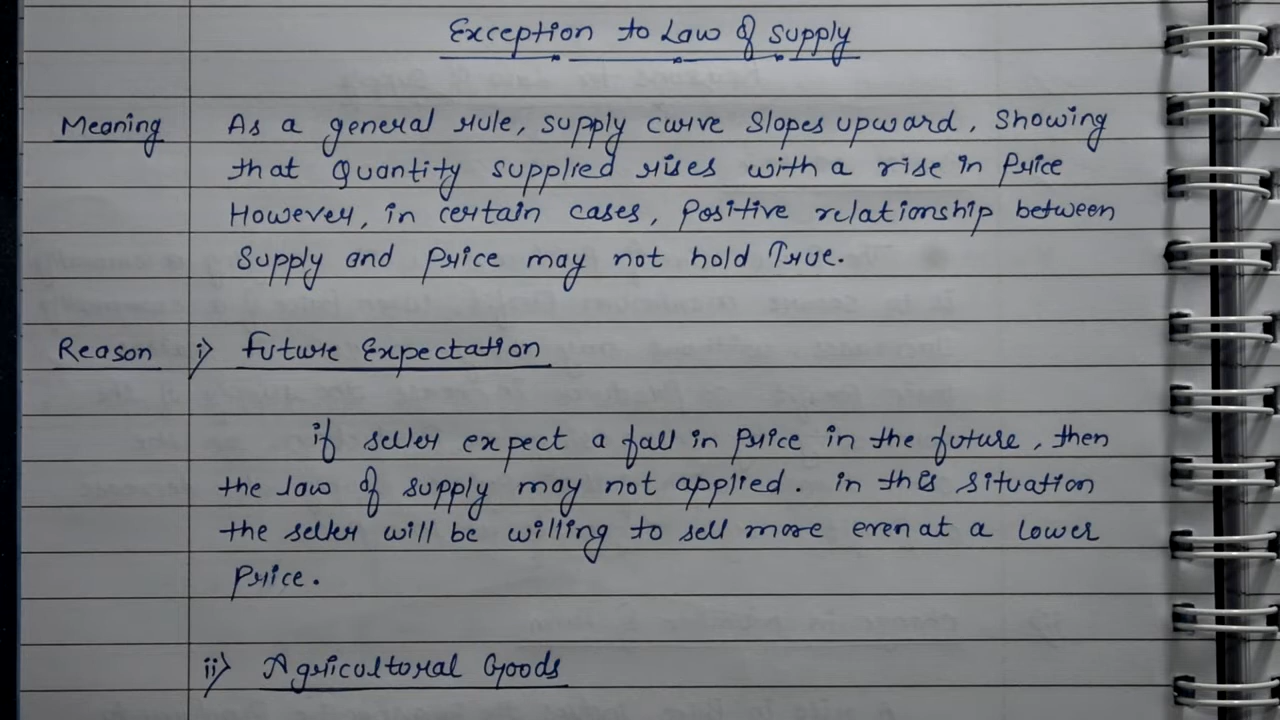 Exception to Law of Supply
Meaning As a general rule, supply curve slopes upward, showing
that Quantity supplied rises with a rise in price
However, in certain cases, positive relationship between
Supply and price may not hold True.
Reason i) Future Expectation
if seller expect a fall in price in the future, then
the law of supply may not applied. in this situation
the seller will be willing to sell more even at a lower
price.
ii) Agricultoral Goods